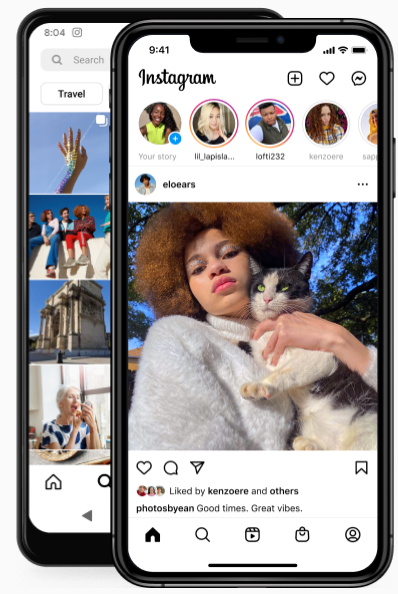 8:04
Search
Travel
9:41
Instagram
Your story
lil_lapisla...
lofti232
kenzoere
eloears
Liked by kenzoere and others
photosbyean Good times. Great vibes.